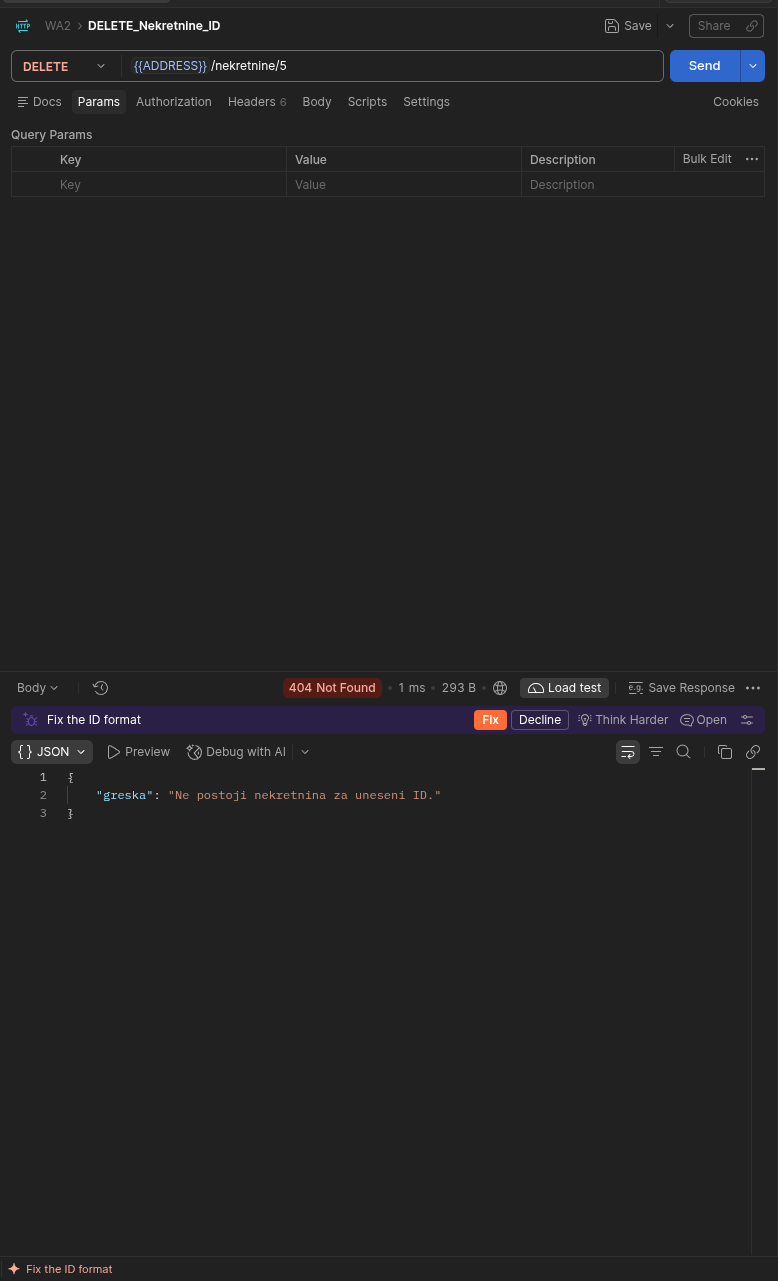 HTTP WA2 > DELETE_Nekretnine_ID Save Share
DELETE {{ADDRESS}} /nekretnine/5 Send
Docs Params Authorization Headers 6 Body Scripts Settings Cookies
Query Params
Key Value Description Bulk Edit
Key Value Description
Body 404 Not Found 1 ms 293 B Load test e.g. Save Response
Fix the ID format Fix Decline Think Harder Open
{ } JSON Preview Debug with AI
1 {
2 "greska": "Ne postoji nekretnina za uneseni ID."
3 }
Fix the ID format